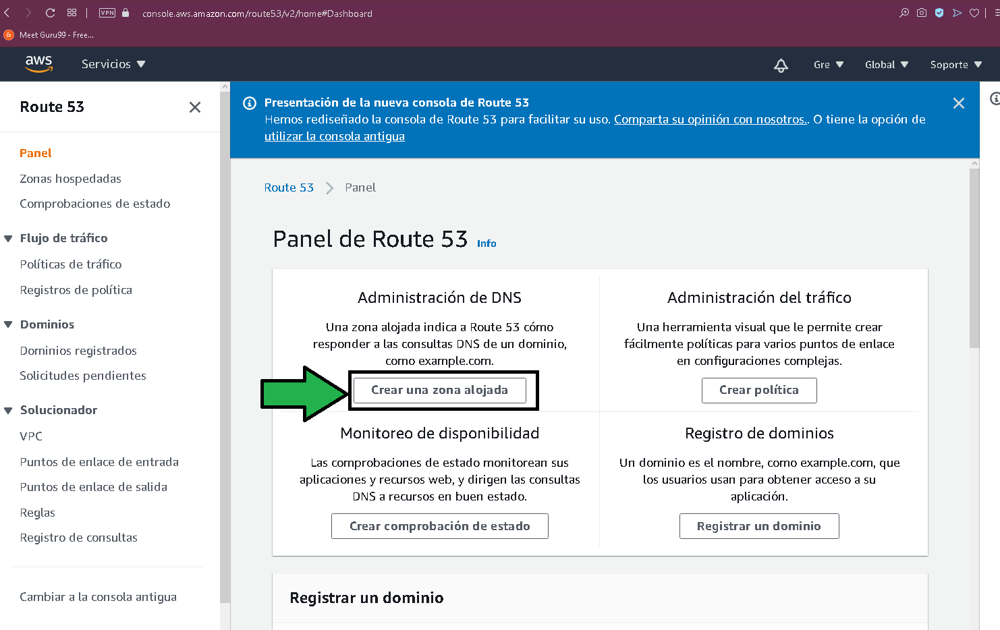 VPN
console.aws.amazon.com/route53/v2/home#Dashboard
Meet Guru99 - Free...
aws
Servicios
Gre
Global
Soporte
Route 53
Panel
Zonas hospedadas
Comprobaciones de estado
Flujo de tráfico
Políticas de tráfico
Registros de política
Dominios
Dominios registrados
Solicitudes pendientes
Solucionador
VPC
Puntos de enlace de entrada
Puntos de enlace de salida
Reglas
Registro de consultas
Cambiar a la consola antigua
Presentación de la nueva consola de Route 53
Hemos rediseñado la consola de Route 53 para facilitar su uso. Comparta su opinión con nosotros.. O tiene la opción de
utilizar la consola antigua
Route 53 > Panel
Panel de Route 53 Info
Administración de DNS
Una zona alojada indica a Route 53 cómo
responder a las consultas DNS de un dominio,
como example.com.
Crear una zona alojada
Administración del tráfico
Una herramienta visual que le permite crear
fácilmente políticas para varios puntos de enlace
en configuraciones complejas.
Crear política
Monitoreo de disponibilidad
Las comprobaciones de estado monitorean sus
aplicaciones y recursos web, y dirigen las consultas
DNS a recursos en buen estado.
Crear comprobación de estado
Registro de dominios
Un dominio es el nombre, como example.com, que
los usuarios usan para obtener acceso a su
aplicación.
Registrar un dominio
Registrar un dominio